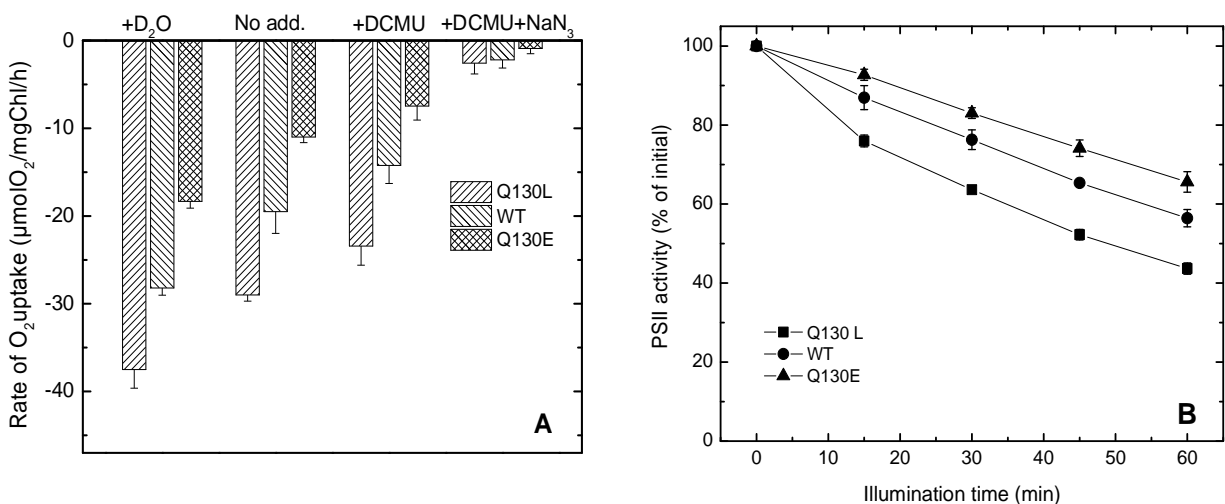 +D₂O No add. +DCMU +DCMU+NaN₃
0
-10
-20
-30
-40
Rate of O₂uptake (µmolO₂/mgChl/h)
Q130L
WT
Q130E
A
100
80
60
40
20
0
PSII activity (% of initial)
Q130 L
WT
Q130E
B
0 10 20 30 40 50 60
Illumination time (min)